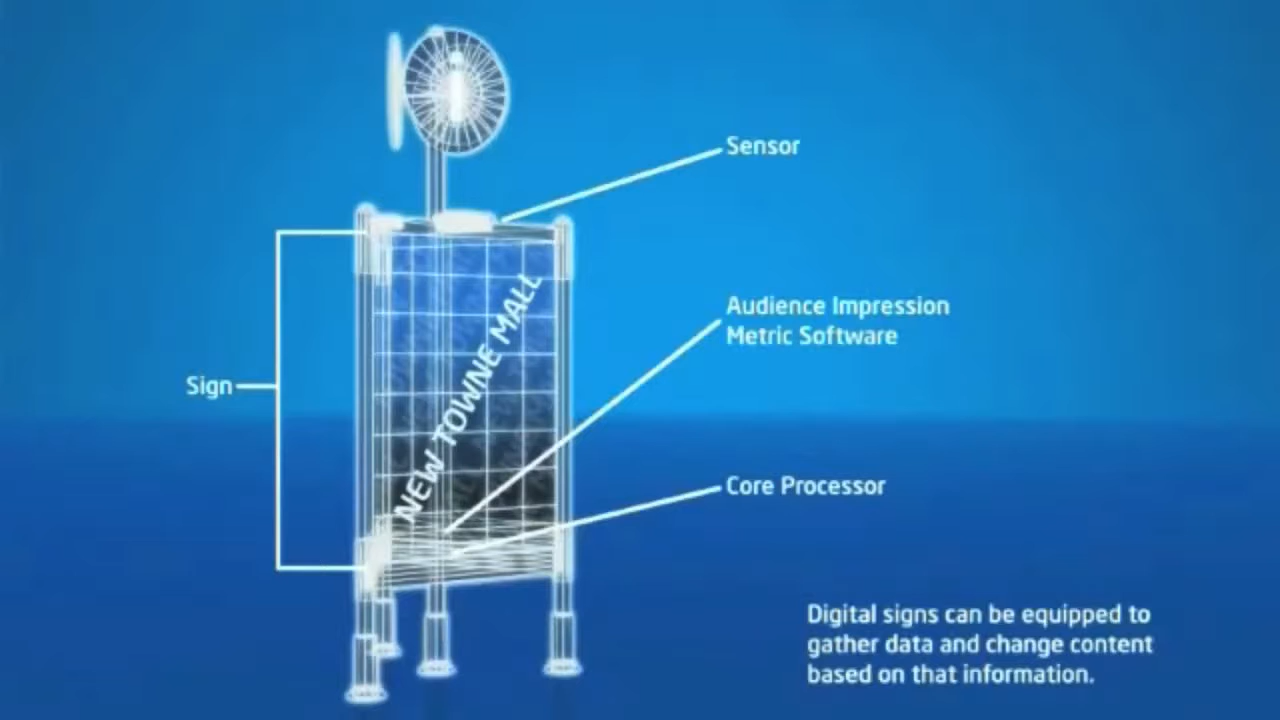 Sensor
Audience Impression
Metric Software
Sign
NEW TOWNE MALL
Core Processor
Digital signs can be equipped to
gather data and change content
based on that information.